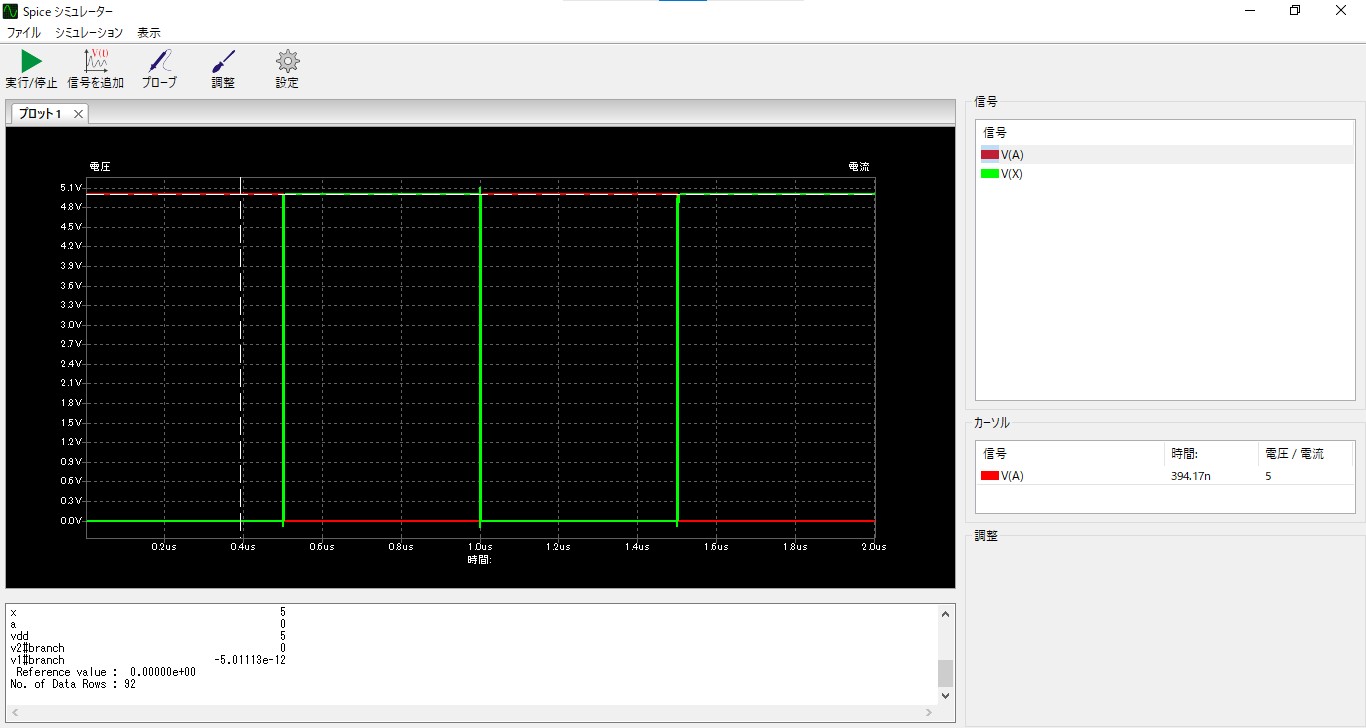 Spice シミュレーター
ファイル シミュレーション 表示
実行/停止 信号を追加 プローブ 調整 設定
プロット 1
電圧 電流
5.1V
4.8V
4.5V
4.2V
3.9V
3.6V
3.3V
3.0V
2.7V
2.4V
2.1V
1.8V
1.5V
1.2V
0.9V
0.6V
0.3V
0.0V
0.2us 0.4us 0.6us 0.8us 1.0us 1.2us 1.4us 1.6us 1.8us 2.0us
時間:
x 5
a 0
vdd 5
v2#branch 0
v1#branch -5.01113e-12
Reference value : 0.00000e+00
No. of Data Rows : 92
信号
信号
V(A)
V(X)
カーソル
信号 時間: 電圧 / 電流
V(A) 394.17n 5
調整